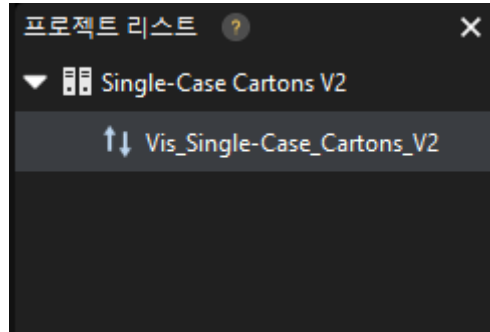 프로젝트 리스트 ?
Single-Case Cartons V2
Vis_Single-Case_Cartons_V2